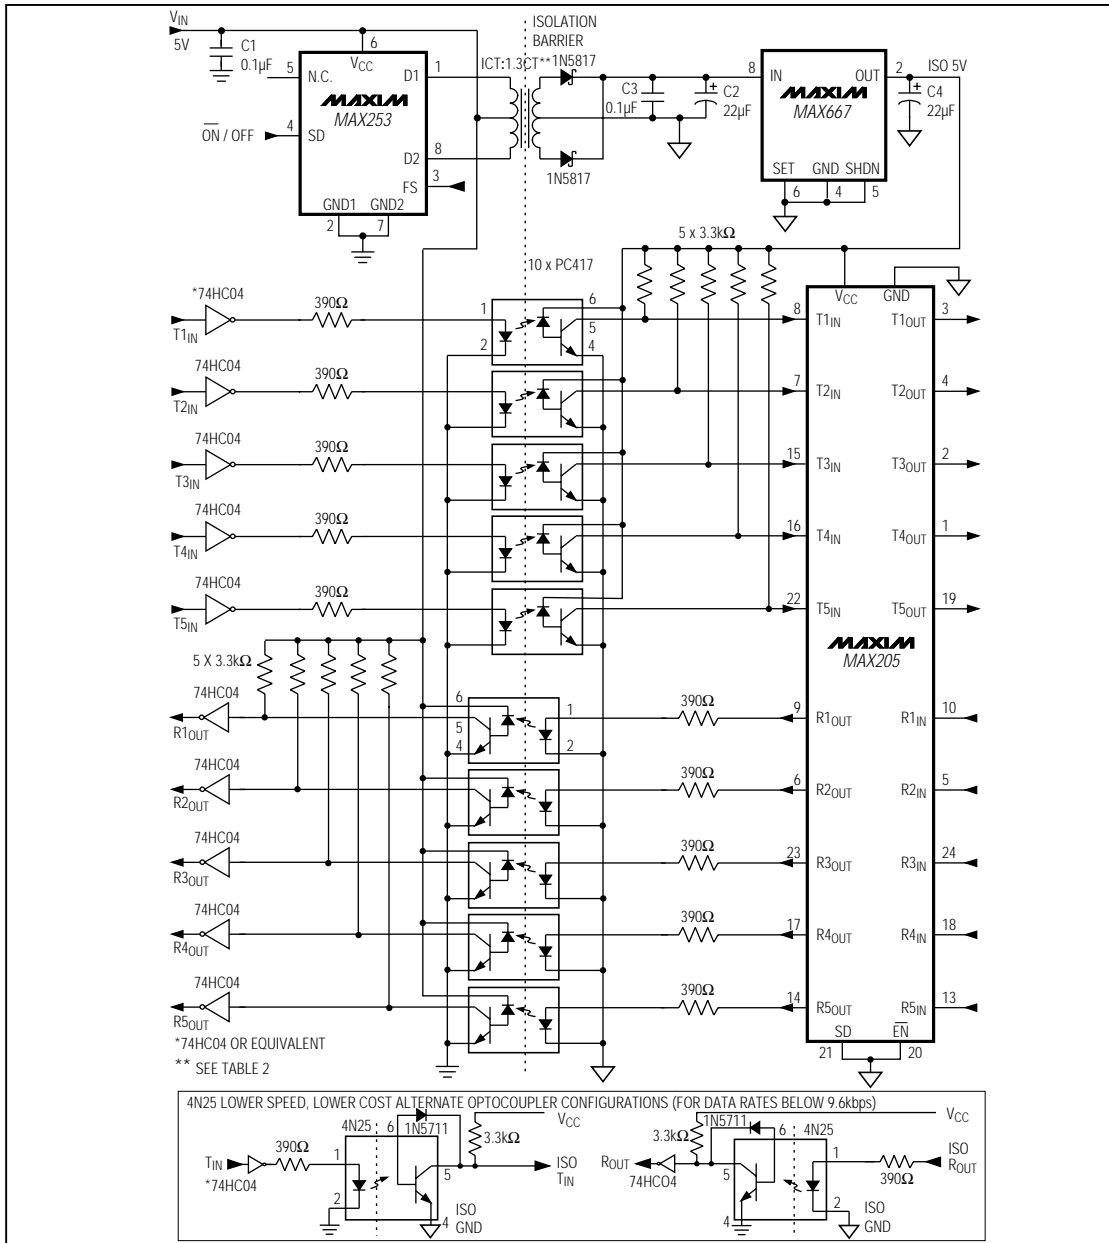 V_IN
5V
C1
0.1µF
5
N.C.
6
V_CC
D1
1
MAXIM
MAX253
ON / OFF
4
SD
D2
8
FS
3
GND1
GND2
2
7
ISOLATION
BARRIER
ICT:1.3CT**
1N5817
1N5817
C3
0.1µF
C2
22µF
8
IN
OUT
2
ISO 5V
MAXIM
MAX667
C4
22µF
SET
GND
SHDN
6
4
5
5 x 3.3kΩ
10 x PC417
*74HC04
390Ω
T1IN
1
2
6
5
4
74HC04
390Ω
T2IN
74HC04
390Ω
T3IN
74HC04
390Ω
T4IN
74HC04
390Ω
T5IN
VCC
GND
8
T1IN
T1OUT
3
7
T2IN
T2OUT
4
15
T3IN
T3OUT
2
16
T4IN
T4OUT
1
22
T5IN
T5OUT
19
MAXIM
MAX205
5 X 3.3kΩ
74HC04
R1OUT
6
5
4
1
2
390Ω
9
R1OUT
R1IN
10
74HC04
R2OUT
390Ω
6
R2OUT
R2IN
5
74HC04
R3OUT
390Ω
23
R3OUT
R3IN
24
74HC04
R4OUT
390Ω
17
R4OUT
R4IN
18
74HC04
R5OUT
390Ω
14
R5OUT
R5IN
13
SD
EN
21
20
*74HC04 OR EQUIVALENT
** SEE TABLE 2
4N25 LOWER SPEED, LOWER COST ALTERNATE OPTOCOUPLER CONFIGURATIONS (FOR DATA RATES BELOW 9.6kbps)
TIN
*74HC04
390Ω
4N25
1
2
6
1N5711
5
4
3.3kΩ
VCC
ISO
TIN
ISO
GND
ROUT
74HCO4
3.3kΩ
1N5711
6
4N25
VCC
5
4
1
2
390Ω
ISO
ROUT
ISO
GND